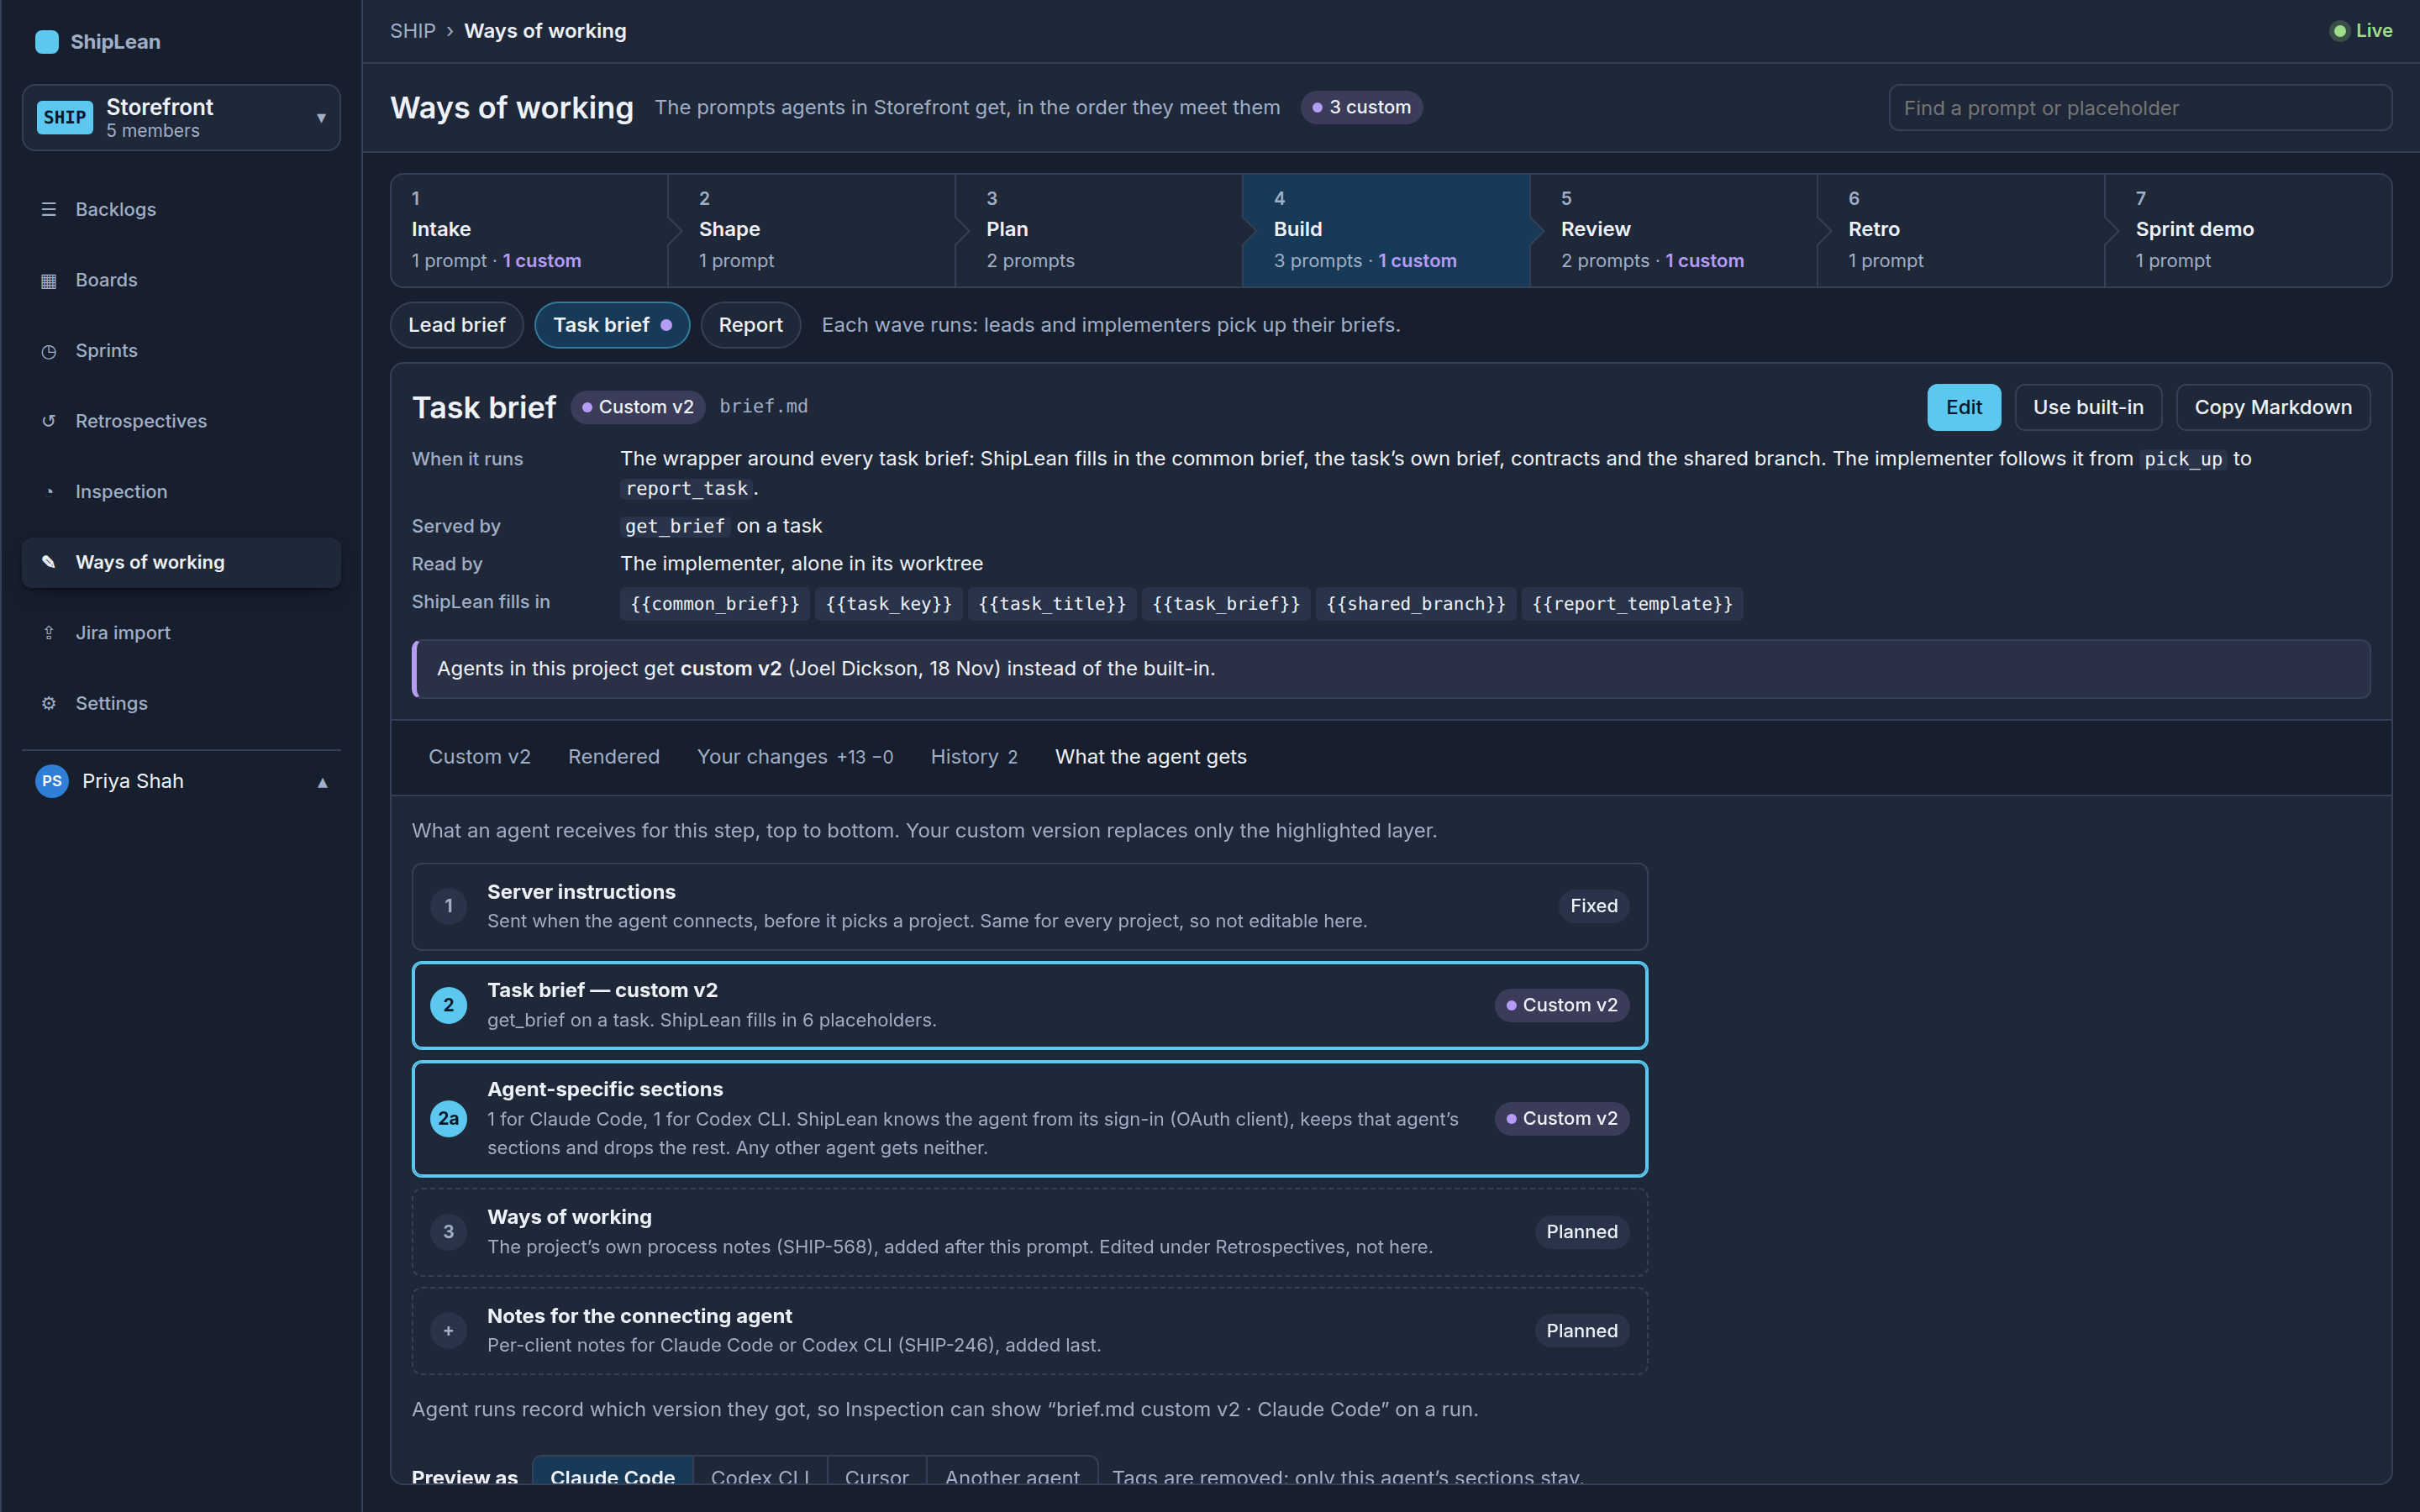 ShipLean
SHIP
Storefront
5 members
Backlogs
Boards
Sprints
Retrospectives
Inspection
Ways of working
Jira import
Settings
PS
Priya Shah
SHIP › Ways of working
Live
Ways of working
The prompts agents in Storefront get, in the order they meet them
3 custom
Find a prompt or placeholder
1
Intake
1 prompt · 1 custom
2
Shape
1 prompt
3
Plan
2 prompts
4
Build
3 prompts · 1 custom
5
Review
2 prompts · 1 custom
6
Retro
1 prompt
7
Sprint demo
1 prompt
Lead brief
Task brief
Report
Each wave runs: leads and implementers pick up their briefs.
Task brief
Custom v2
brief.md
Edit
Use built-in
Copy Markdown
When it runs
The wrapper around every task brief: ShipLean fills in the common brief, the task’s own brief, contracts and the shared branch. The implementer follows it from pick_up to
report_task.
Served by
get_brief on a task
Read by
The implementer, alone in its worktree
ShipLean fills in
{{common_brief}} {{task_key}} {{task_title}} {{task_brief}} {{shared_branch}} {{report_template}}
Agents in this project get custom v2 (Joel Dickson, 18 Nov) instead of the built-in.
Custom v2
Rendered
Your changes +13 −0
History 2
What the agent gets
What an agent receives for this step, top to bottom. Your custom version replaces only the highlighted layer.
1
Server instructions
Sent when the agent connects, before it picks a project. Same for every project, so not editable here.
Fixed
2
Task brief — custom v2
get_brief on a task. ShipLean fills in 6 placeholders.
Custom v2
2a
Agent-specific sections
1 for Claude Code, 1 for Codex CLI. ShipLean knows the agent from its sign-in (OAuth client), keeps that agent’s
sections and drops the rest. Any other agent gets neither.
Custom v2
3
Ways of working
The project’s own process notes (SHIP-568), added after this prompt. Edited under Retrospectives, not here.
Planned
+
Notes for the connecting agent
Per-client notes for Claude Code or Codex CLI (SHIP-246), added last.
Planned
Agent runs record which version they got, so Inspection can show “brief.md custom v2 · Claude Code” on a run.
Preview as
Claude Code
Codex CLI
Cursor
Another agent
Tags are removed; only this agent’s sections stay.